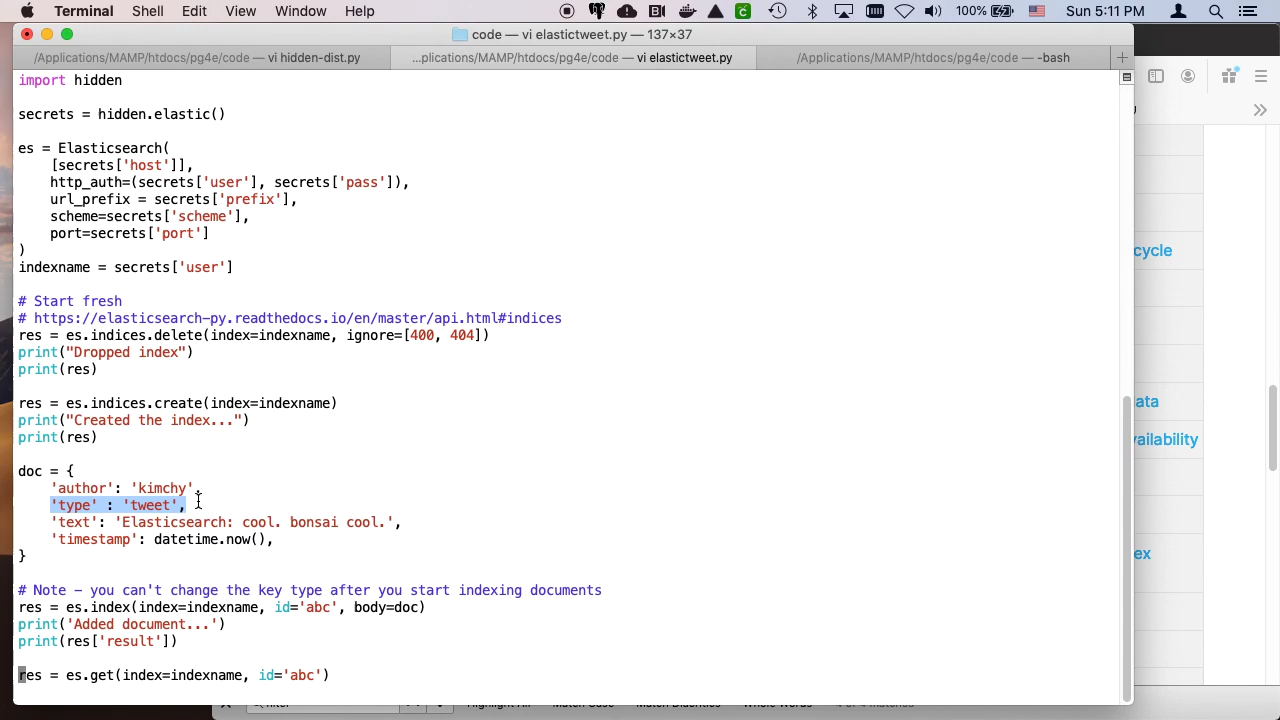 Terminal Shell Edit View Window Help 100% Sun 5:11 PM
code — vi elastictweet.py — 137×37
/Applications/MAMP/htdocs/pg4e/code — vi hidden-dist.py ...plications/MAMP/htdocs/pg4e/code — vi elastictweet.py /Applications/MAMP/htdocs/pg4e/code — -bash
import hidden
secrets = hidden.elastic()
es = Elasticsearch(
[secrets['host']],
http_auth=(secrets['user'], secrets['pass']),
url_prefix = secrets['prefix'],
scheme=secrets['scheme'],
port=secrets['port']
)
indexname = secrets['user']
# Start fresh
# https://elasticsearch-py.readthedocs.io/en/master/api.html#indices
res = es.indices.delete(index=indexname, ignore=[400, 404])
print("Dropped index")
print(res)
res = es.indices.create(index=indexname)
print("Created the index...")
print(res)
doc = {
'author': 'kimchy',
'type' : 'tweet',
'text': 'Elasticsearch: cool. bonsai cool.',
'timestamp': datetime.now(),
}
# Note – you can't change the key type after you start indexing documents
res = es.index(index=indexname, id='abc', body=doc)
print('Added document...')
print(res['result'])
res = es.get(index=indexname, id='abc')
cycle
ata
vailability
ex